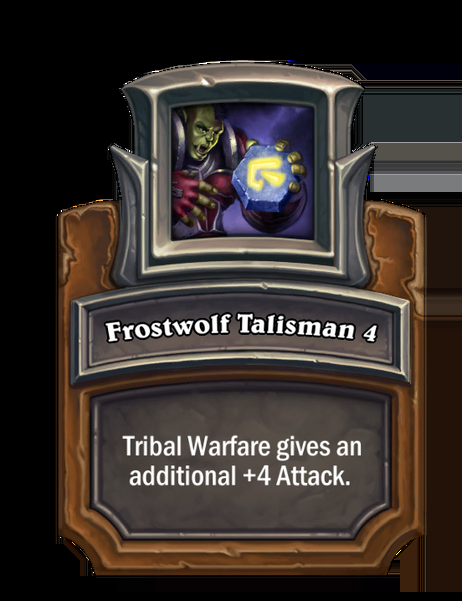 Frostwolf Talisman 4
Tribal Warfare gives an
additional +4 Attack.